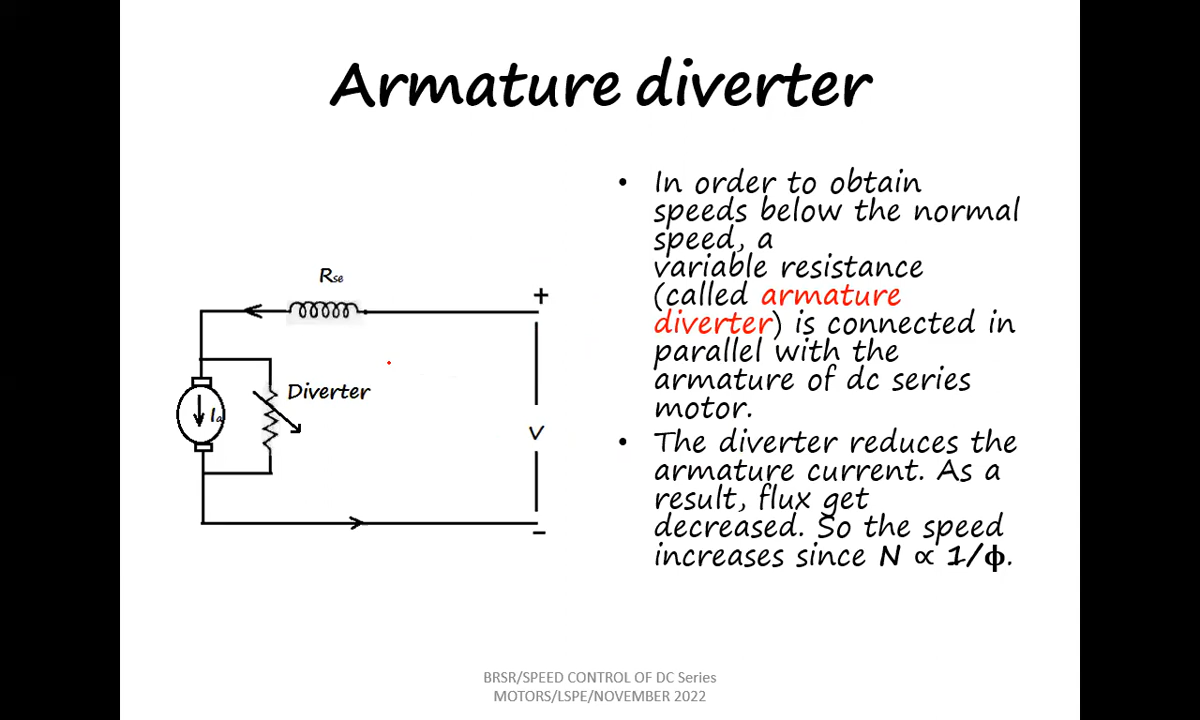 Armature diverter
• In order to obtain
speeds below the normal
speed, a
variable resistance
(called armature
diverter) is connected in
parallel with the
armature of dc series
motor.
• The diverter reduces the
armature current. As a
result, flux get
decreased. So the speed
increases since N ∝ 1/ϕ.
Rse
+
Diverter
Ia
V
−
BRSR/SPEED CONTROL OF DC Series
MOTORS/LSPE/NOVEMBER 2022